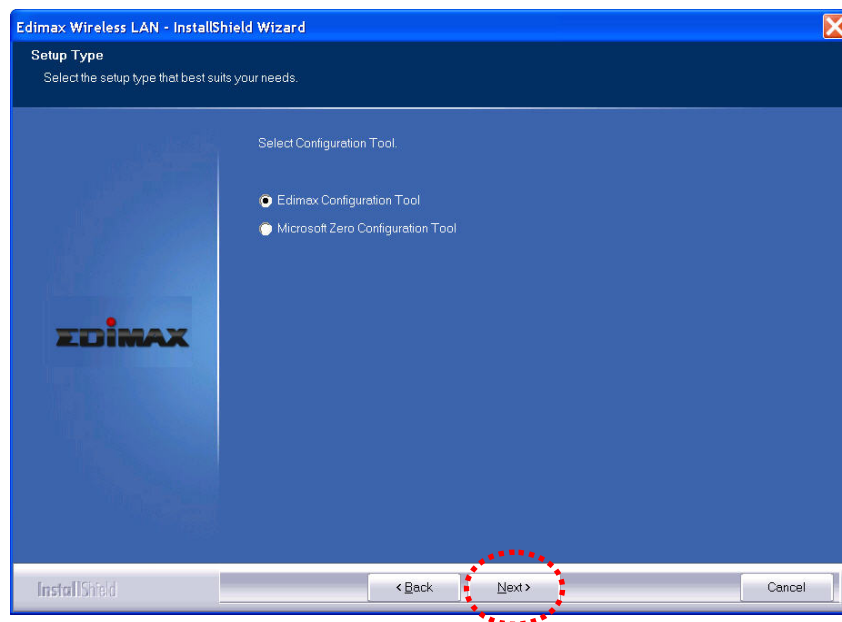 Edimax Wireless LAN - InstallShield Wizard
Setup Type
Select the setup type that best suits your needs.
Select Configuration Tool.
Edimax Configuration Tool
Microsoft Zero Configuration Tool
EDIMAX
InstallShield
< Back
Next >
Cancel